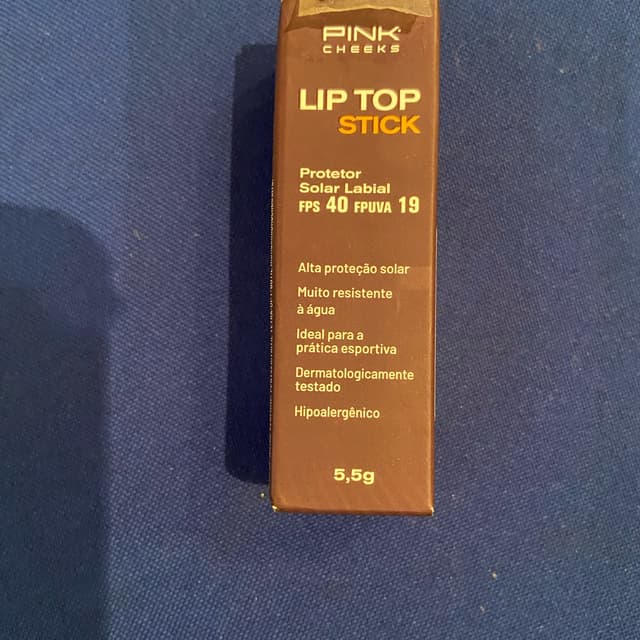 PINK
CHEEKS
LIP TOP
STICK
Protetor
Solar Labial
FPS 40 FPUVA 19
Alta proteção solar
Muito resistente
à água
Ideal para a
prática esportiva
Dermatologicamente
testado
Hipoalergênico
5,5g